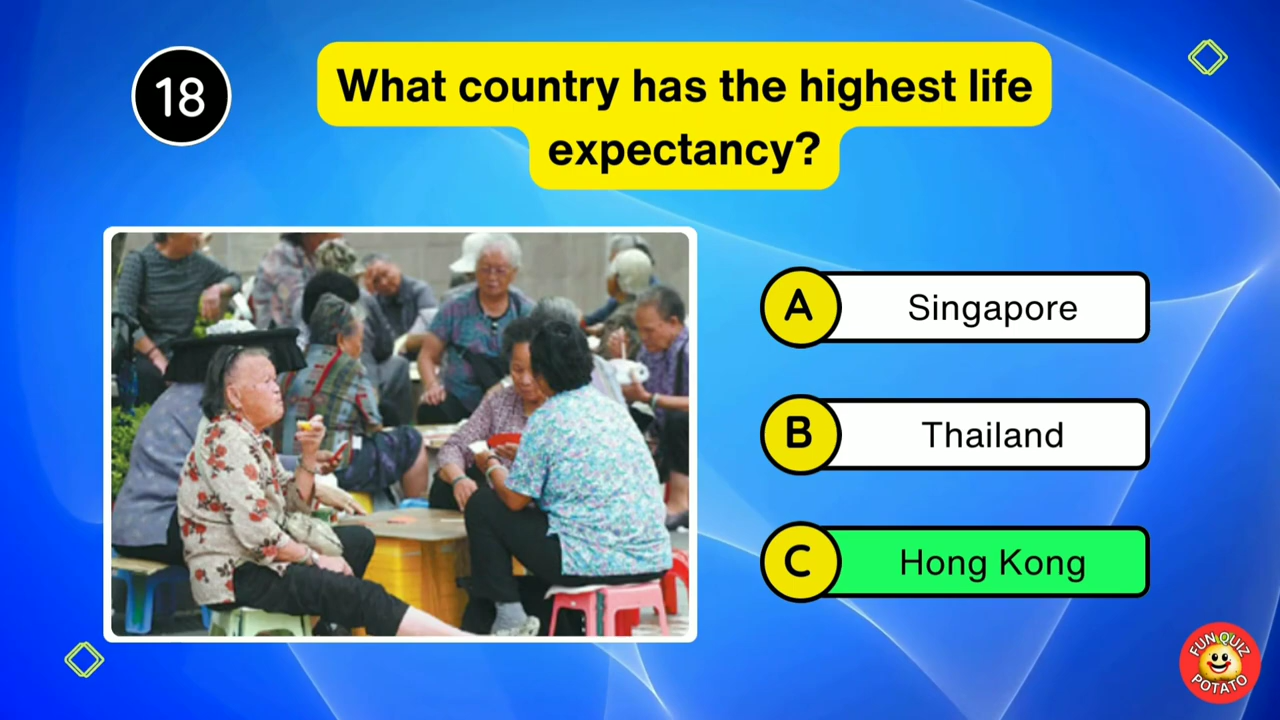 18
What country has the highest life
expectancy?
A
Singapore
B
Thailand
C
Hong Kong
FUN QUIZ
POTATO